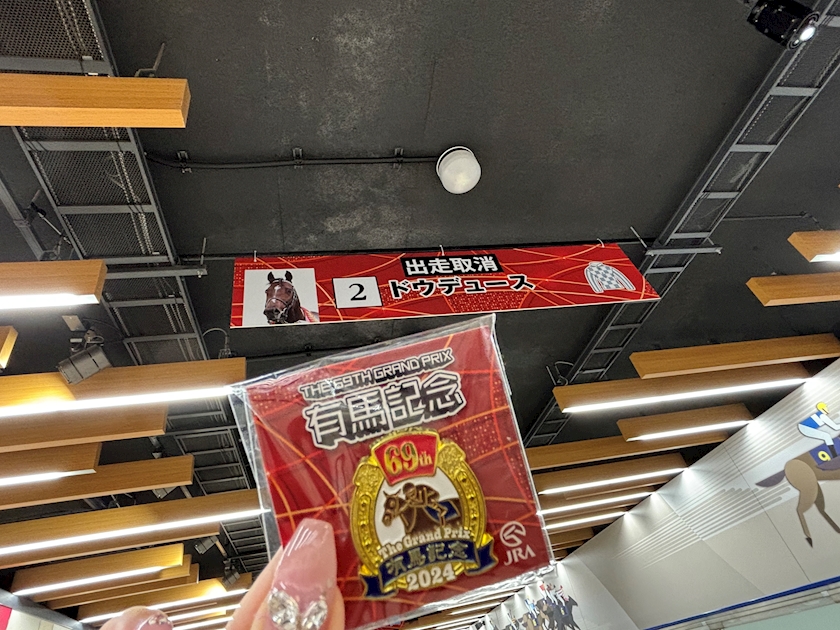 出走取消
2 ドウデュース
THE 69TH GRAND PRIX
有馬記念
69th
The Grand Prix
有馬記念
2024
JRA